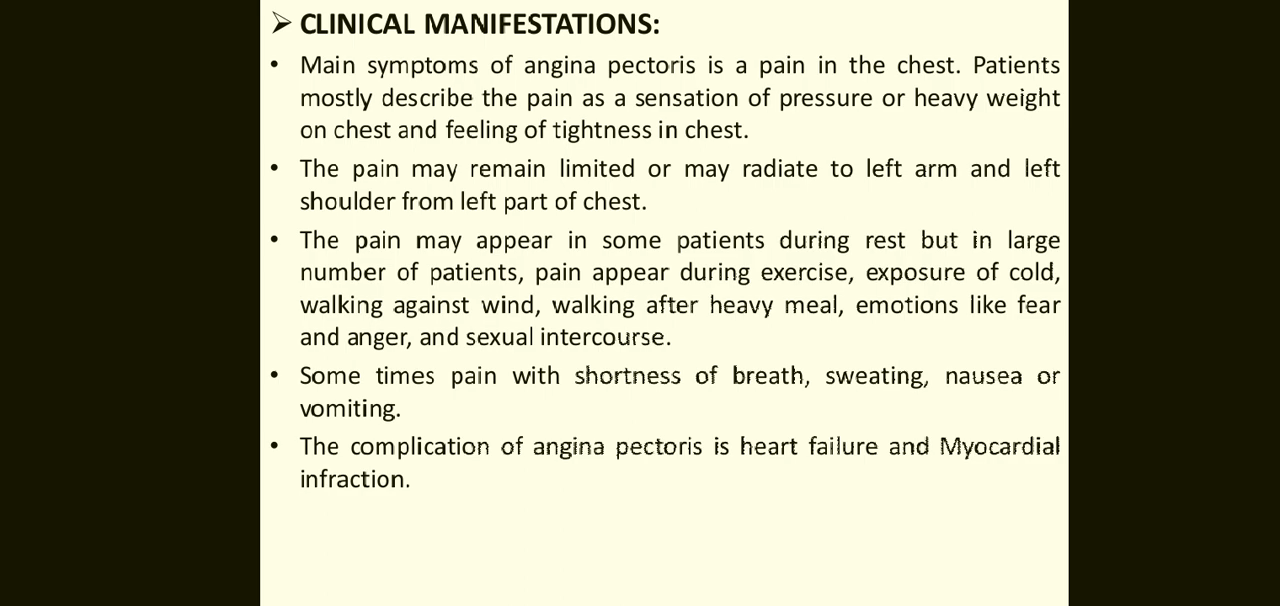 ➢ CLINICAL MANIFESTATIONS:
• Main symptoms of angina pectoris is a pain in the chest. Patients
mostly describe the pain as a sensation of pressure or heavy weight
on chest and feeling of tightness in chest.
• The pain may remain limited or may radiate to left arm and left
shoulder from left part of chest.
• The pain may appear in some patients during rest but in large
number of patients, pain appear during exercise, exposure of cold,
walking against wind, walking after heavy meal, emotions like fear
and anger, and sexual intercourse.
• Some times pain with shortness of breath, sweating, nausea or
vomiting.
• The complication of angina pectoris is heart failure and Myocardial
infraction.